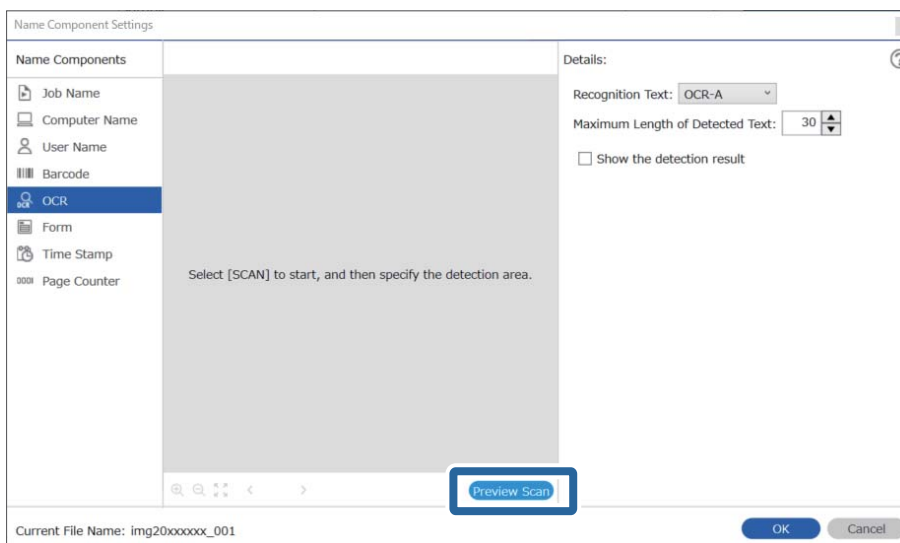 Name Component Settings
Name Components
Details:
Job Name
Computer Name
User Name
Barcode
OCR
OCR
Form
Time Stamp
0001 Page Counter
Recognition Text: OCR-A
Maximum Length of Detected Text: 30
Show the detection result
Select [SCAN] to start, and then specify the detection area.
Preview Scan
Current File Name: img20xxxxxx_001
OK
Cancel